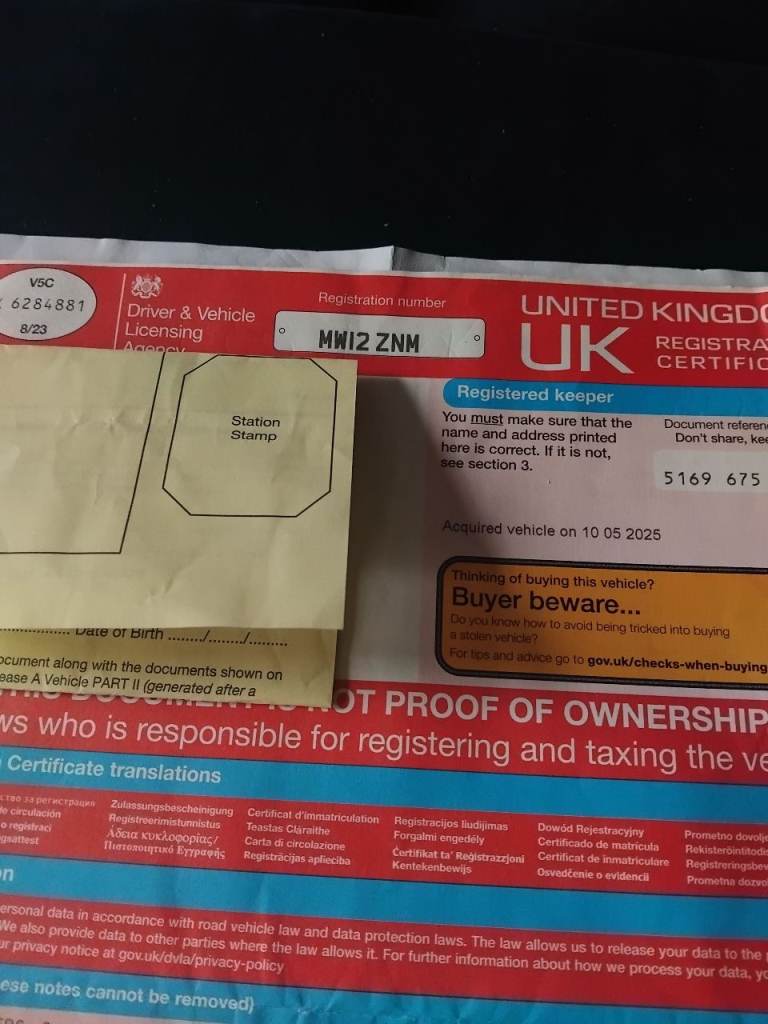 V5C
6284881
8/23
Driver & Vehicle
Licensing
Agency
Registration number
MW12 ZNM
UNITED KINGDO
UK
REGISTRA
CERTIFIC
Station
Stamp
Registered keeper
You must make sure that the
name and address printed
here is correct. If it is not,
see section 3.
Document referen
Don't share, kee
5169 675
Acquired vehicle on 10 05 2025
Thinking of buying this vehicle?
Buyer beware...
Do you know how to avoid being tricked into buying
a stolen vehicle?
For tips and advice go to gov.uk/checks-when-buying
Date of Birth ......../......../.........
ocument along with the documents shown on
ease A Vehicle PART II (generated after a
THIS DOCUMENT IS NOT PROOF OF OWNERSHIP
ws who is responsible for registering and taxing the ve
Certificate translations
ство за регистрация
de circulación
o registraci
gsattest
Zulassungsbescheinigung
Registreerimistunnistus
Άδεια κυκλοφορίας/
Πιστοποιητικό Εγγραφής
Certificat d'immatriculation
Teastas Cláraithe
Carta di circolazione
Reģistrācijas apliecība
Registracijos liudijimas
Forgalmi engedély
Ċertifikat ta' Reġistrazzjoni
Kentekenbewijs
Dowód Rejestracyjny
Certificado de matrícula
Certificat de inmatriculare
Osvedčenie o evidencii
Prometno dovolje
Rekisteröintitodis
Registreringsbev
Prometna dozvo
on
ersonal data in accordance with road vehicle law and data protection laws. The law allows us to release your data to the
We also provide data to other parties where the law allows it. For further information about how we process your data, yo
ur privacy notice at gov.uk/dvla/privacy-policy
ese notes cannot be removed)